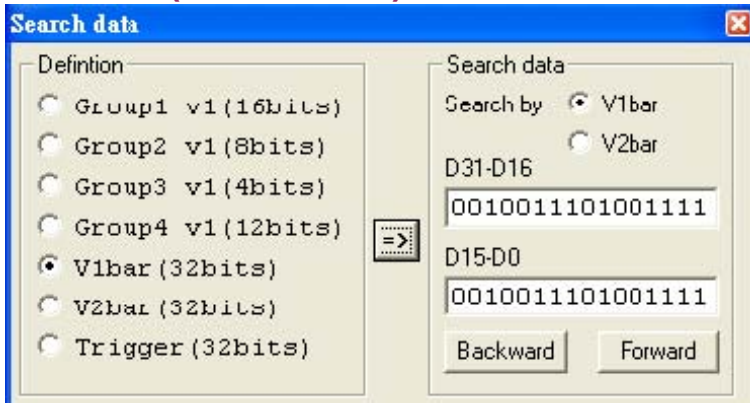 Search data
Defintion
Group1 v1(16bits)
Group2 v1(8bits)
Group3 v1(4bits)
Group4 v1(12bits)
V1bar(32bits)
V2bar(32bits)
Trigger(32bits)
=>
Search data
Search by V1bar
V2bar
D31-D16
0010011101001111
D15-D0
0010011101001111
Backward Forward